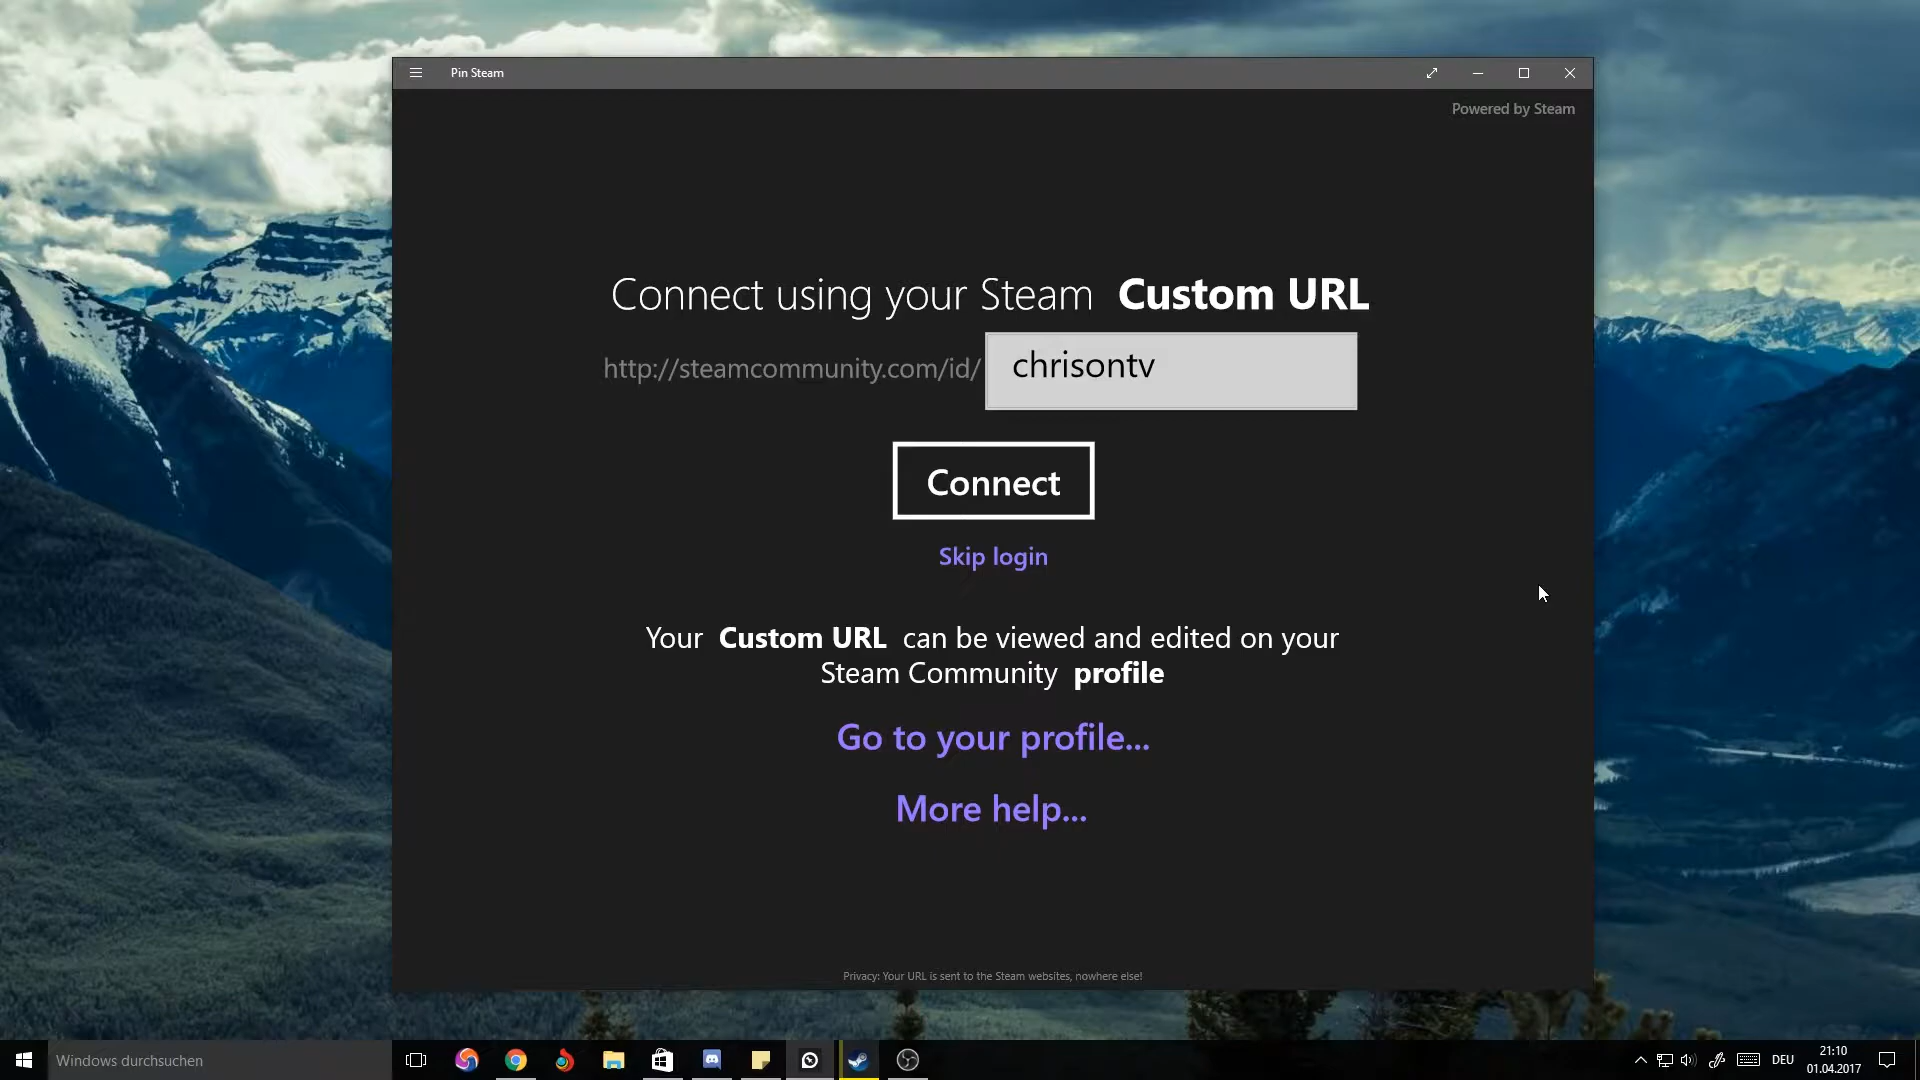 Pin Steam
Powered by Steam
Connect using your Steam Custom URL
http://steamcommunity.com/id/ chrisontv
Connect
Skip login
Your Custom URL can be viewed and edited on your
Steam Community profile
Go to your profile...
More help...
Privacy: Your URL is sent to the Steam websites, nowhere else!
Windows durchsuchen
DEU
21:10
01.04.2017